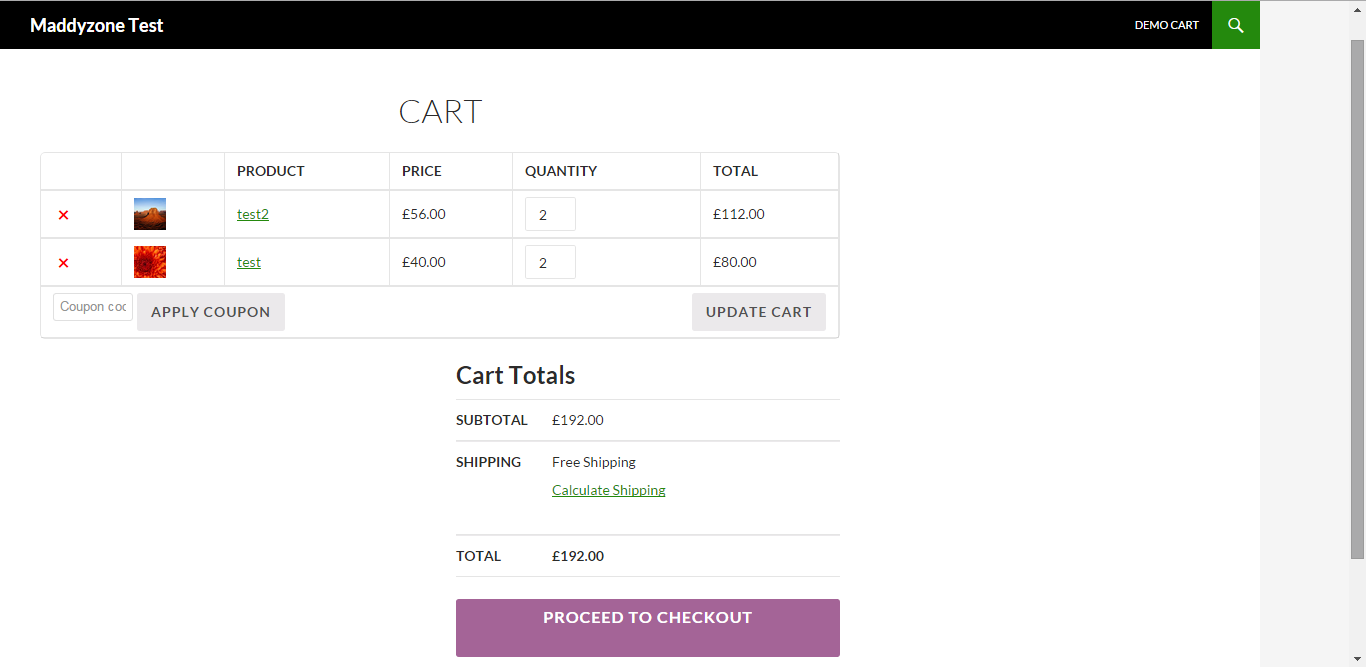 Maddyzone Test DEMO CART
CART
PRODUCT PRICE QUANTITY TOTAL
× test2 £56.00 2 £112.00
× test £40.00 2 £80.00
Coupon coc APPLY COUPON UPDATE CART
Cart Totals
SUBTOTAL £192.00
SHIPPING Free Shipping
Calculate Shipping
TOTAL £192.00
PROCEED TO CHECKOUT